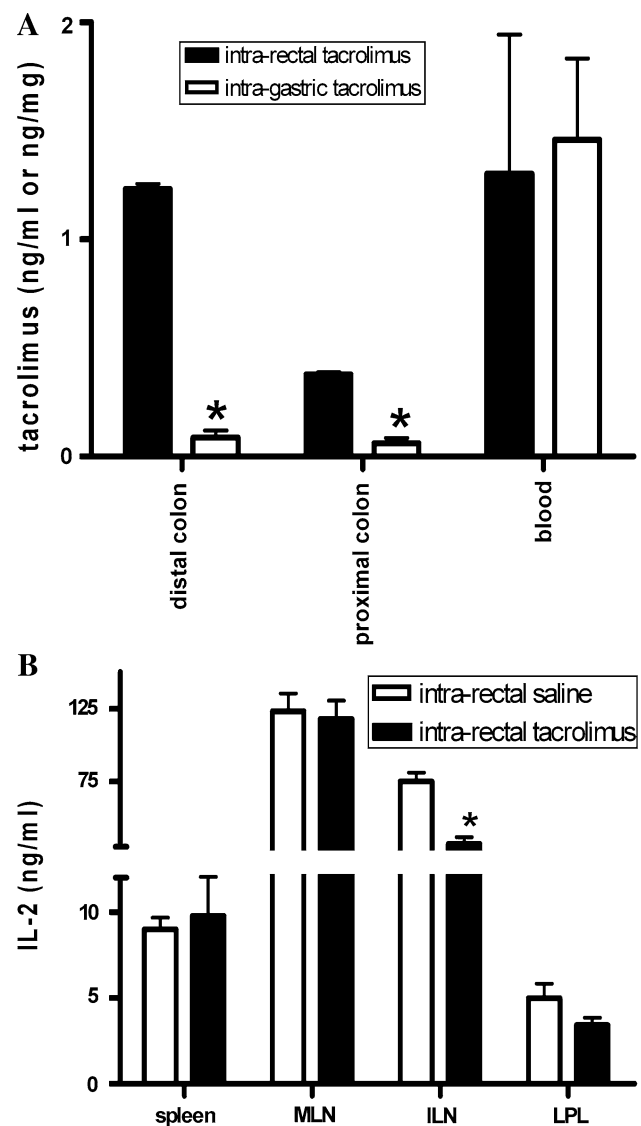 A
2
intra-rectal tacrolimus
intra-gastric tacrolimus
tacrolimus (ng/ml or ng/mg)
1
*
*
0
distal colon
proximal colon
blood
B
intra-rectal saline
intra-rectal tacrolimus
125
75
*
IL-2 (ng/ml)
10
5
0
spleen
MLN
ILN
LPL